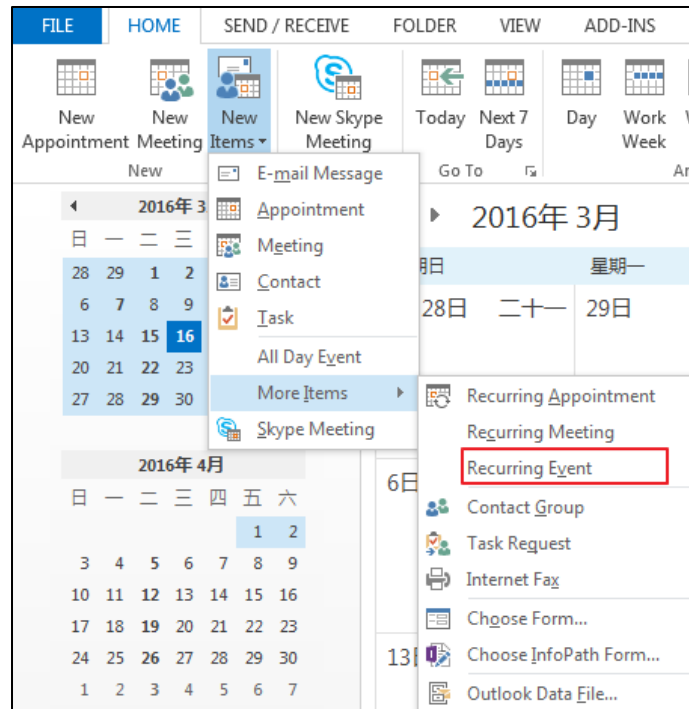 FILE HOME SEND / RECEIVE FOLDER VIEW ADD-INS
New Appointment
New Meeting
New Items
New Skype Meeting
Today
Next 7 Days
Day
Work Week
New
Go To
E-mail Message
Appointment
Meeting
Contact
Task
All Day Event
More Items
Skype Meeting
Recurring Appointment
Recurring Meeting
Recurring Event
Contact Group
Task Request
Internet Fax
Choose Form...
Choose InfoPath Form...
Outlook Data File...
2016年 3
日 一 二 三
28 29 1 2
6 7 8 9
13 14 15 16
20 21 22 23
27 28 29 30
2016年 4月
日 一 二 三 四 五 六
1 2
3 4 5 6 7 8 9
10 11 12 13 14 15 16
17 18 19 20 21 22 23
24 25 26 27 28 29 30
1 2 3 4 5 6 7
2016年 3月
期日 星期一
28日 二十一 29日
6日
13